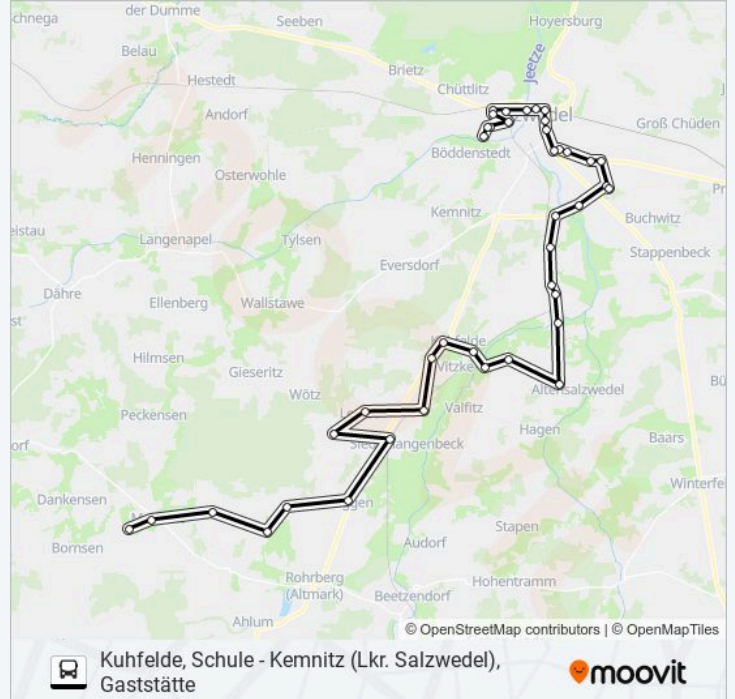 der Dumme
Seeben
Hoyersburg
Belau
Jeetze
Brietz
Hestedt
Chüttlitz
Andorf
Groß Chüden
Henningen
Böddenstedt
Osterwohle
Kemnitz
Buchwitz
Langenapel
Tylsen
Stappenbeck
Eversdorf
Dähre
Ellenberg
Wallstawe
Hilmsen
Vitzke
Gieseritz
Altensalzwedel
Wötz
Valfitz
Peckensen
Hagen
Baars
Dankensen
Stapen
Bornsen
Audorf
Rohrberg
(Altmark)
Hohentramm
Beetzendorf
Ahlum
© OpenStreetMap contributors | © OpenMapTiles
Kuhfelde, Schule - Kemnitz (Lkr. Salzwedel),
Gaststätte
moovit